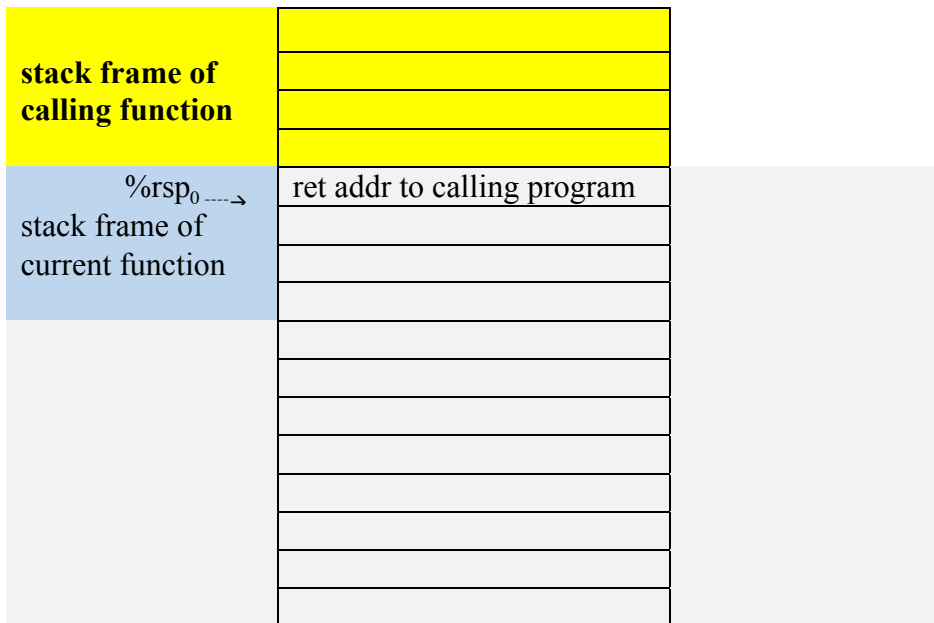 stack frame of
calling function
%rsp₀ ----→ ret addr to calling program
stack frame of
current function